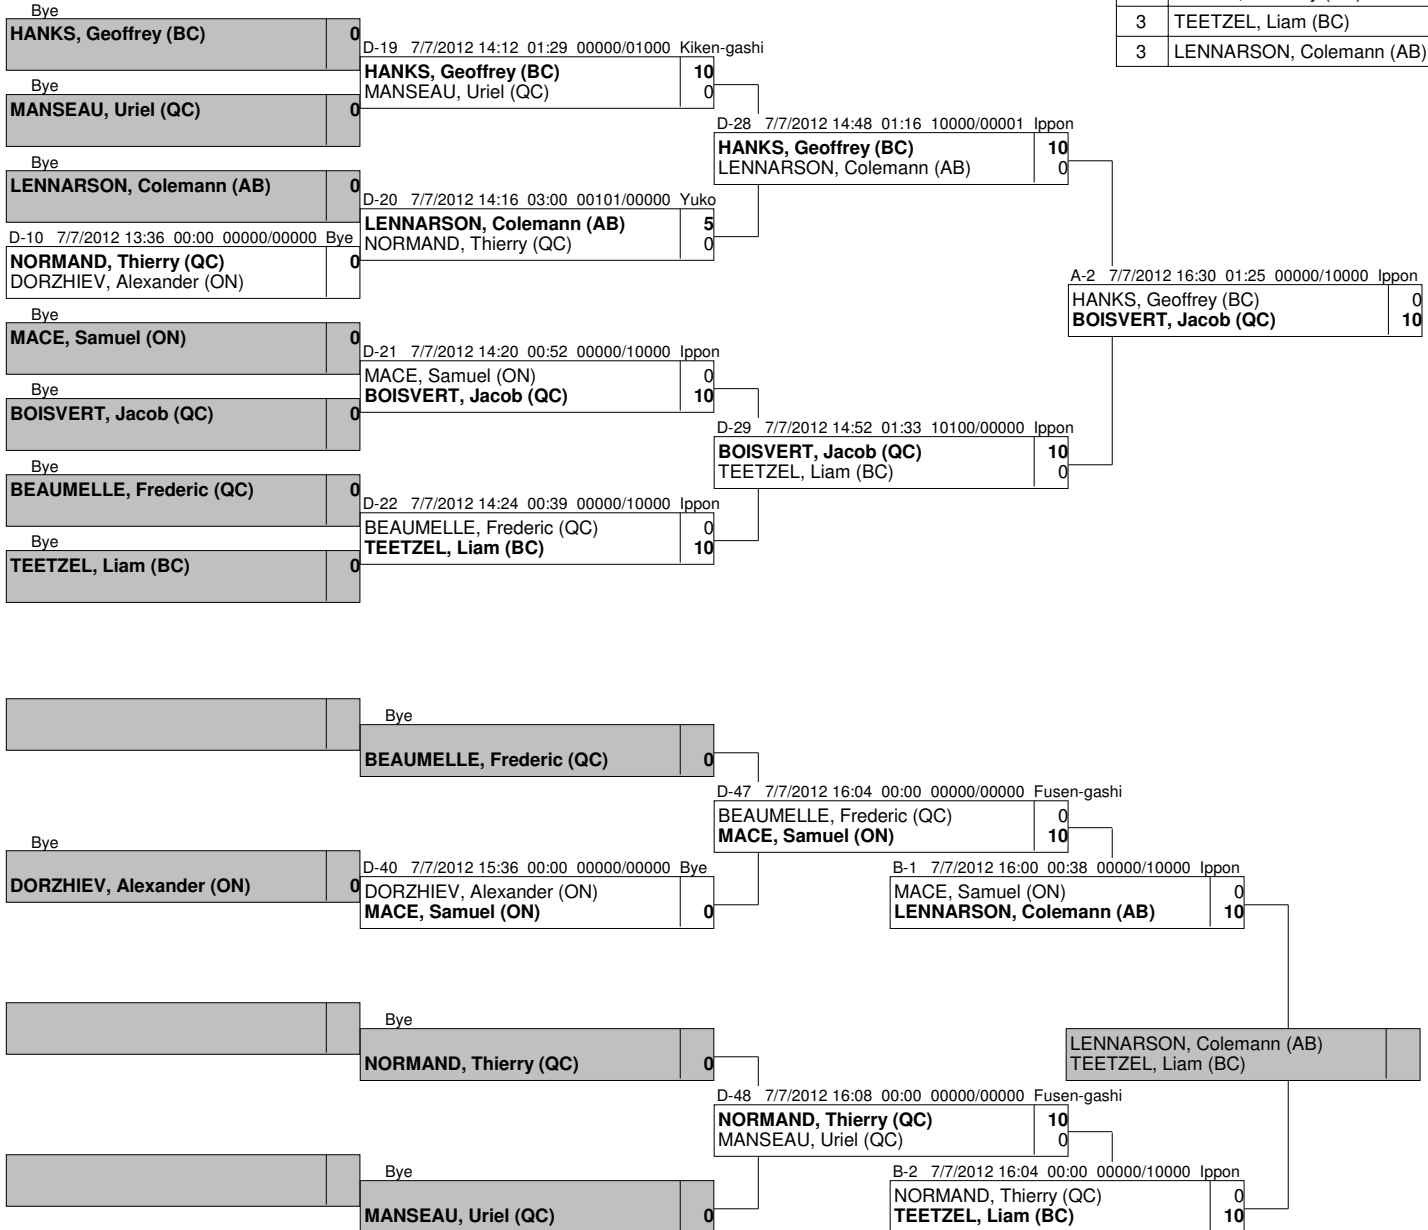 3 TEETZEL, Liam (BC)
3 LENNARSON, Colemann (AB)
Bye
HANKS, Geoffrey (BC) 0
Bye
MANSEAU, Uriel (QC) 0
Bye
LENNARSON, Colemann (AB) 0
D-10 7/7/2012 13:36 00:00 00000/00000 Bye
NORMAND, Thierry (QC) 0
DORZHIEV, Alexander (ON)
Bye
MACE, Samuel (ON) 0
Bye
BOISVERT, Jacob (QC) 0
Bye
BEAUMELLE, Frederic (QC) 0
Bye
TEETZEL, Liam (BC) 0
D-19 7/7/2012 14:12 01:29 00000/01000 Kiken-gashi
HANKS, Geoffrey (BC) 10
MANSEAU, Uriel (QC) 0
D-20 7/7/2012 14:16 03:00 00101/00000 Yuko
LENNARSON, Colemann (AB) 5
NORMAND, Thierry (QC) 0
D-21 7/7/2012 14:20 00:52 00000/10000 Ippon
MACE, Samuel (ON) 0
BOISVERT, Jacob (QC) 10
D-22 7/7/2012 14:24 00:39 00000/10000 Ippon
BEAUMELLE, Frederic (QC) 0
TEETZEL, Liam (BC) 10
D-28 7/7/2012 14:48 01:16 10000/00001 Ippon
HANKS, Geoffrey (BC) 10
LENNARSON, Colemann (AB) 0
D-29 7/7/2012 14:52 01:33 10100/00000 Ippon
BOISVERT, Jacob (QC) 10
TEETZEL, Liam (BC) 0
A-2 7/7/2012 16:30 01:25 00000/10000 Ippon
HANKS, Geoffrey (BC) 0
BOISVERT, Jacob (QC) 10
Bye
DORZHIEV, Alexander (ON) 0
Bye
BEAUMELLE, Frederic (QC) 0
D-40 7/7/2012 15:36 00:00 00000/00000 Bye
DORZHIEV, Alexander (ON)
MACE, Samuel (ON) 0
Bye
NORMAND, Thierry (QC) 0
Bye
MANSEAU, Uriel (QC) 0
D-47 7/7/2012 16:04 00:00 00000/00000 Fusen-gashi
BEAUMELLE, Frederic (QC) 0
MACE, Samuel (ON) 10
D-48 7/7/2012 16:08 00:00 00000/00000 Fusen-gashi
NORMAND, Thierry (QC) 10
MANSEAU, Uriel (QC) 0
B-1 7/7/2012 16:00 00:38 00000/10000 Ippon
MACE, Samuel (ON) 0
LENNARSON, Colemann (AB) 10
B-2 7/7/2012 16:04 00:00 00000/10000 Ippon
NORMAND, Thierry (QC) 0
TEETZEL, Liam (BC) 10
LENNARSON, Colemann (AB)
TEETZEL, Liam (BC)